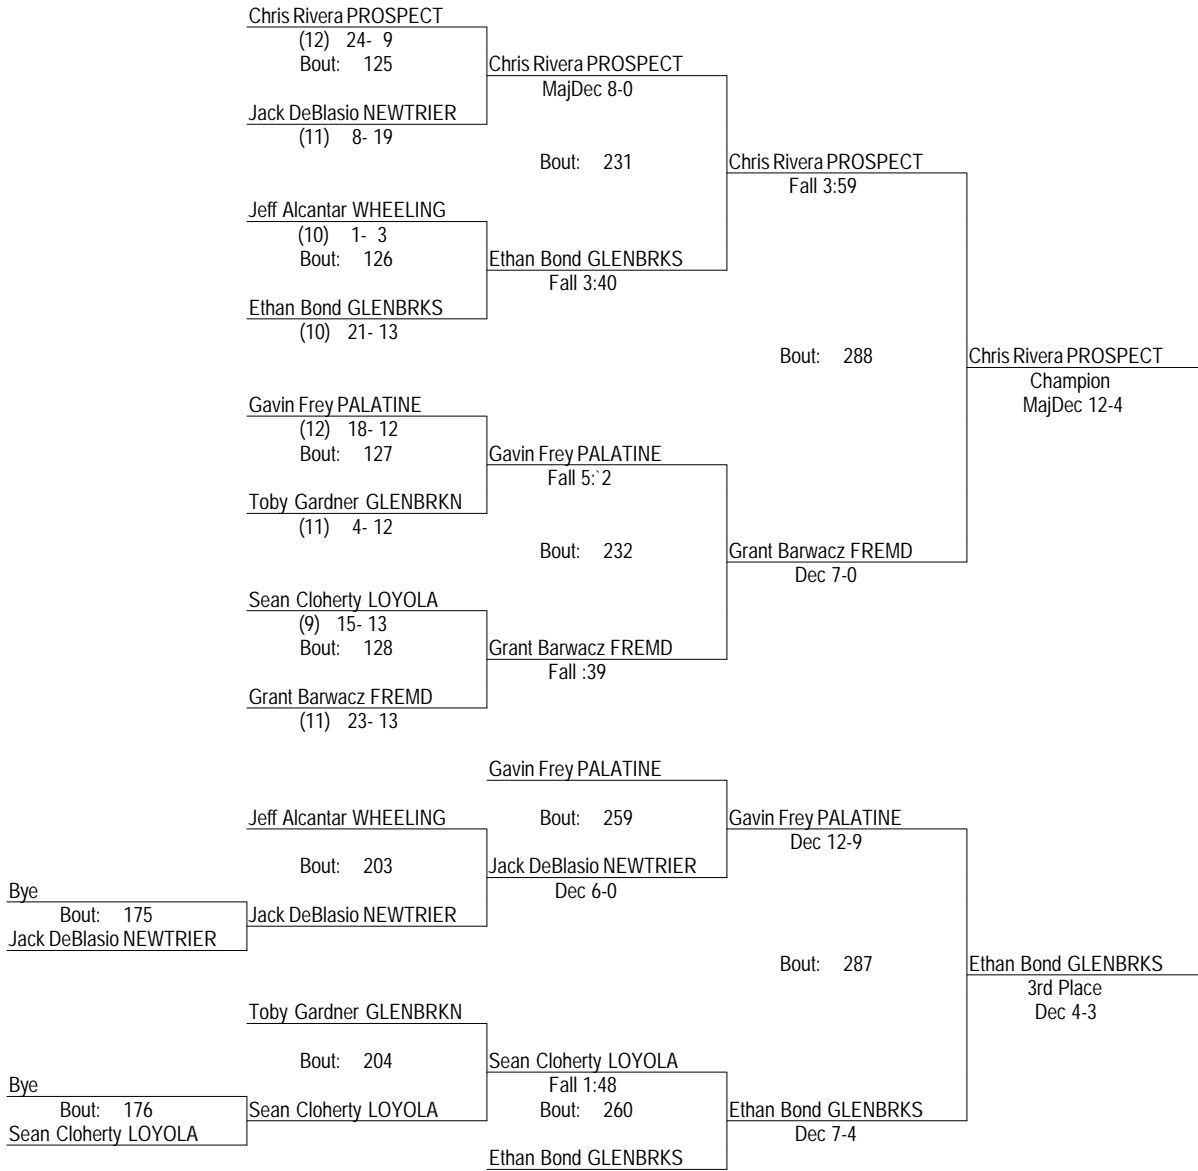 Chris Rivera PROSPECT
(12) 24- 9
Bout: 125
Chris Rivera PROSPECT
MajDec 8-0
Jack DeBlasio NEWTRIER
(11) 8- 19
Bout: 231
Chris Rivera PROSPECT
Fall 3:59
Jeff Alcantar WHEELING
(10) 1- 3
Bout: 126
Ethan Bond GLENBRKS
Fall 3:40
Ethan Bond GLENBRKS
(10) 21- 13
Bout: 288
Chris Rivera PROSPECT
Champion
MajDec 12-4
Gavin Frey PALATINE
(12) 18- 12
Bout: 127
Gavin Frey PALATINE
Fall 5:`2
Toby Gardner GLENBRKN
(11) 4- 12
Bout: 232
Grant Barwacz FREMD
Dec 7-0
Sean Cloherty LOYOLA
(9) 15- 13
Bout: 128
Grant Barwacz FREMD
Fall :39
Grant Barwacz FREMD
(11) 23- 13
Gavin Frey PALATINE
Jeff Alcantar WHEELING
Bout: 259
Gavin Frey PALATINE
Dec 12-9
Bout: 203
Jack DeBlasio NEWTRIER
Dec 6-0
Bye
Bout: 175
Jack DeBlasio NEWTRIER
Jack DeBlasio NEWTRIER
Bout: 287
Ethan Bond GLENBRKS
3rd Place
Dec 4-3
Toby Gardner GLENBRKN
Bout: 204
Sean Cloherty LOYOLA
Fall 1:48
Bye
Bout: 176
Sean Cloherty LOYOLA
Bout: 260
Ethan Bond GLENBRKS
Dec 7-4
Sean Cloherty LOYOLA
Ethan Bond GLENBRKS